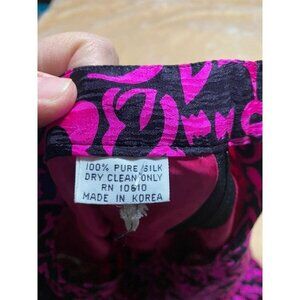 100% PURE SILK
DRY CLEAN ONLY
RN 10610
MADE IN KOREA